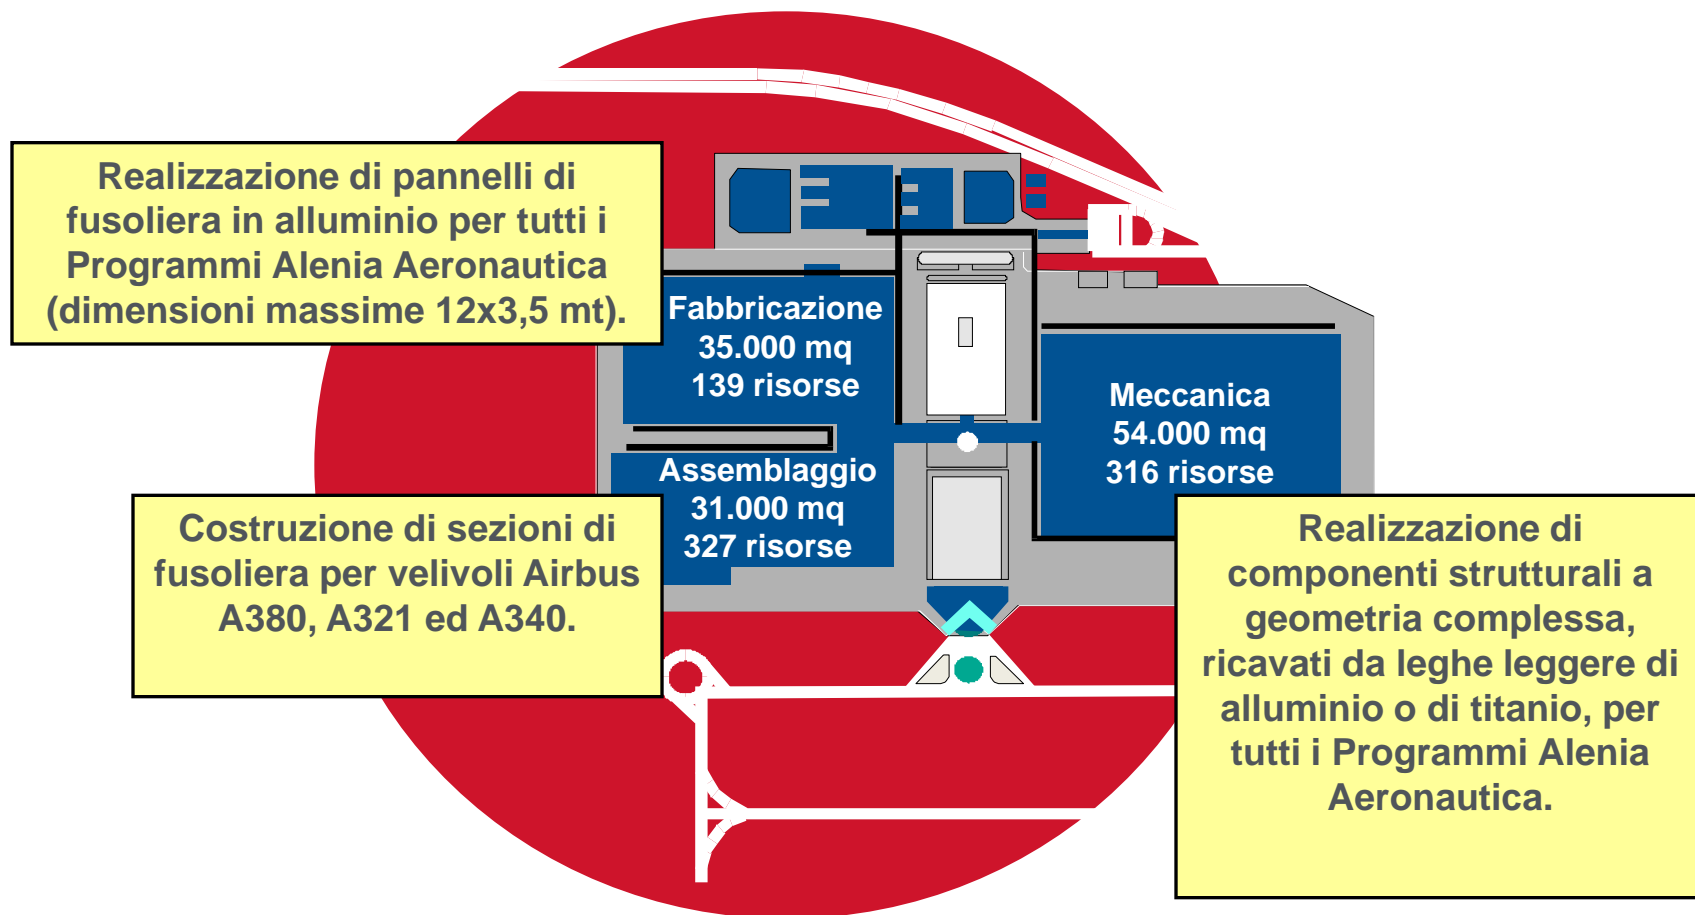 Realizzazione di pannelli di
fusoliera in alluminio per tutti i
Programmi Alenia Aeronautica
(dimensioni massime 12x3,5 mt).
Fabbricazione
35.000 mq
139 risorse
Meccanica
54.000 mq
316 risorse
Assemblaggio
31.000 mq
327 risorse
Costruzione di sezioni di
fusoliera per velivoli Airbus
A380, A321 ed A340.
Realizzazione di
componenti strutturali a
geometria complessa,
ricavati da leghe leggere di
alluminio o di titanio, per
tutti i Programmi Alenia
Aeronautica.